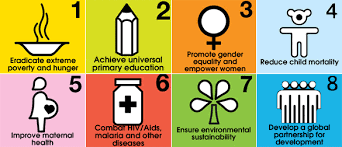 1
Eradicate extreme
poverty and hunger
2
Achieve universal
primary education
3
Promote gender
equality and
empower women
4
Reduce child mortality
5
Improve maternal
health
6
Combat HIV/Aids,
malaria and other
diseases
7
Ensure environmental
sustainability
8
Develop a global
partnership for
development